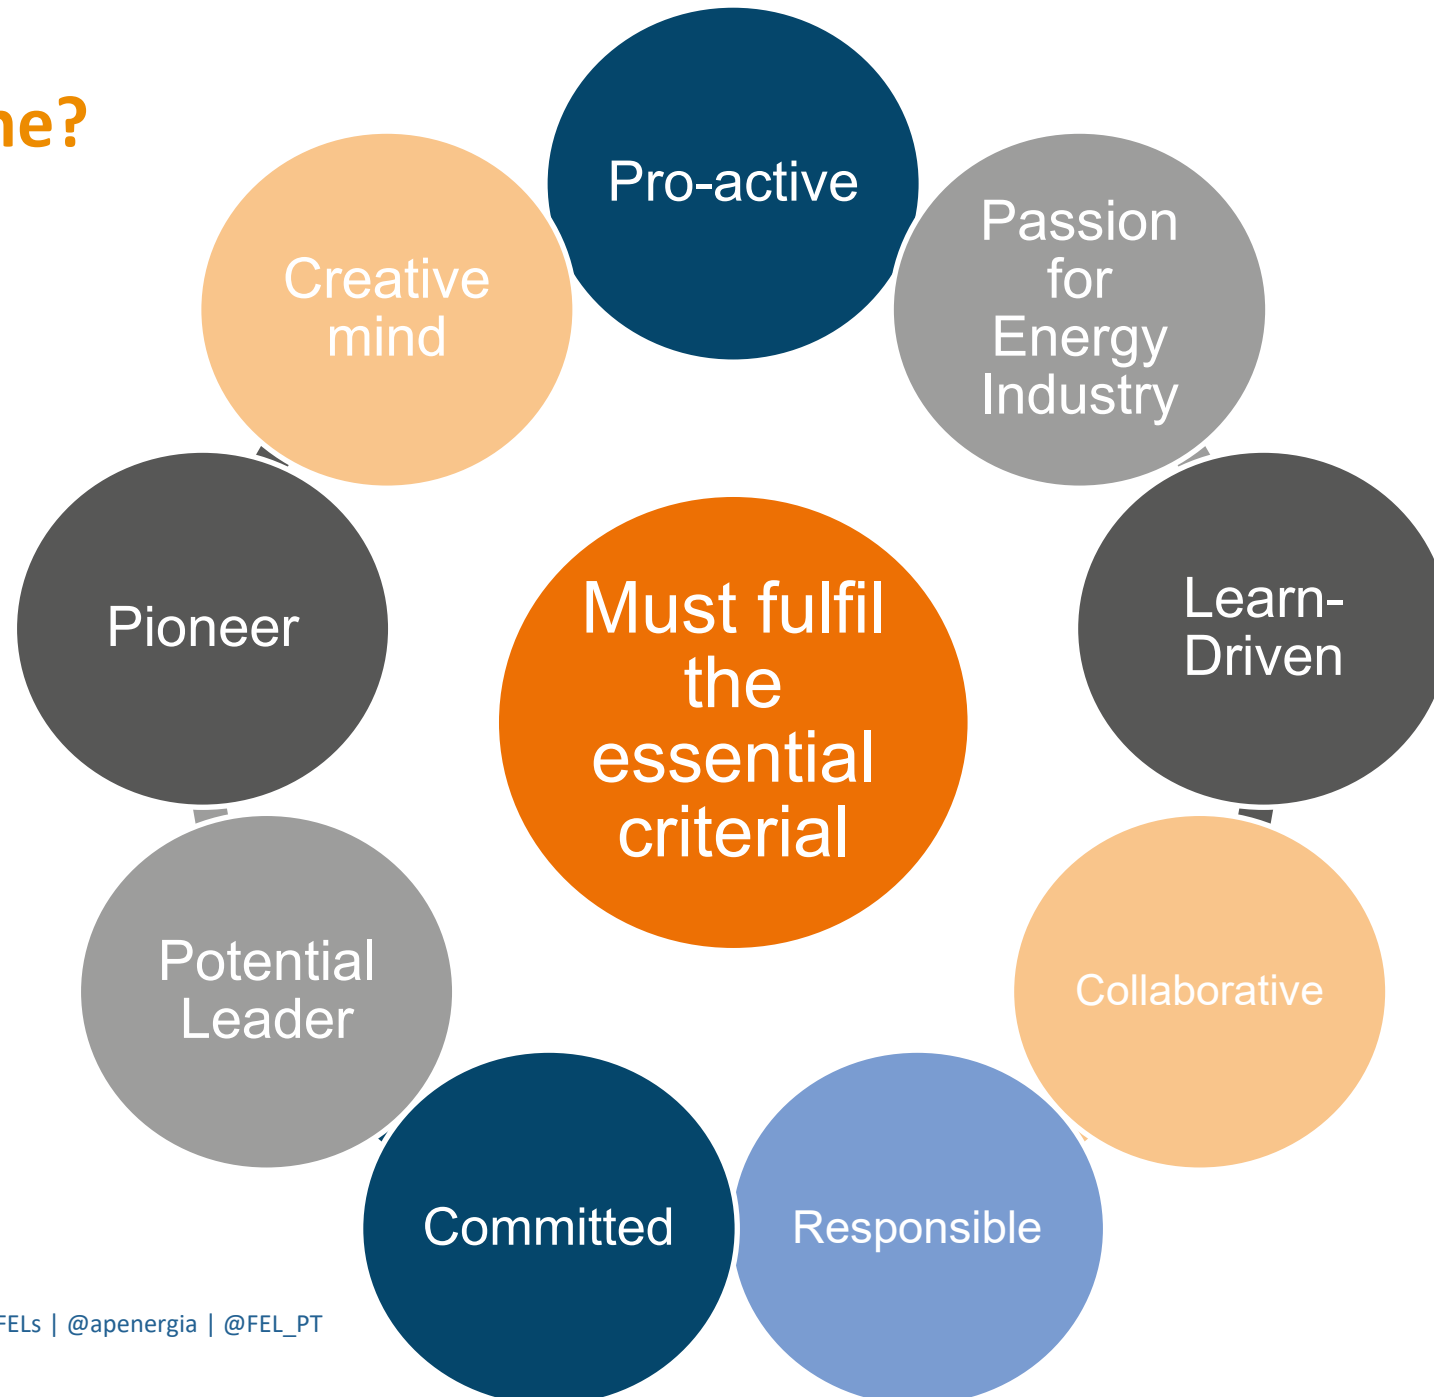 ne?
Pro-active
Passion
for
Energy
Industry
Learn-
Driven
Collaborative
Responsible
Committed
Potential
Leader
Pioneer
Creative
mind
Must fulfil
the
essential
criterial
FELs | @apenergia | @FEL_PT